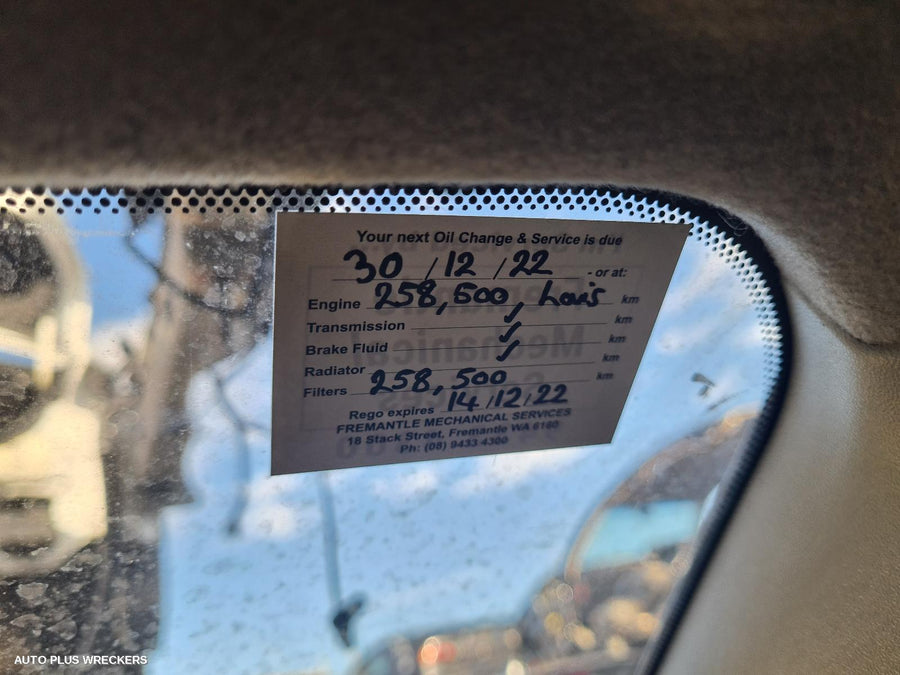 Your next Oil Change & Service is due
30 / 12 / 22 - or at:
Engine 258,500, km
Transmission ✓ km
Brake Fluid ✓ km
Radiator ✓ km
Filters 258,500 km
Rego expires 14/12/22
FREMANTLE MECHANICAL SERVICES
18 Stack Street, Fremantle WA 6160
Ph: (08) 9433 4300
AUTO PLUS WRECKERS